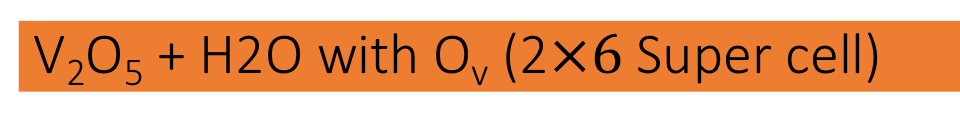 V₂O₅ + H2O with Oᵥ (2×6 Super cell)